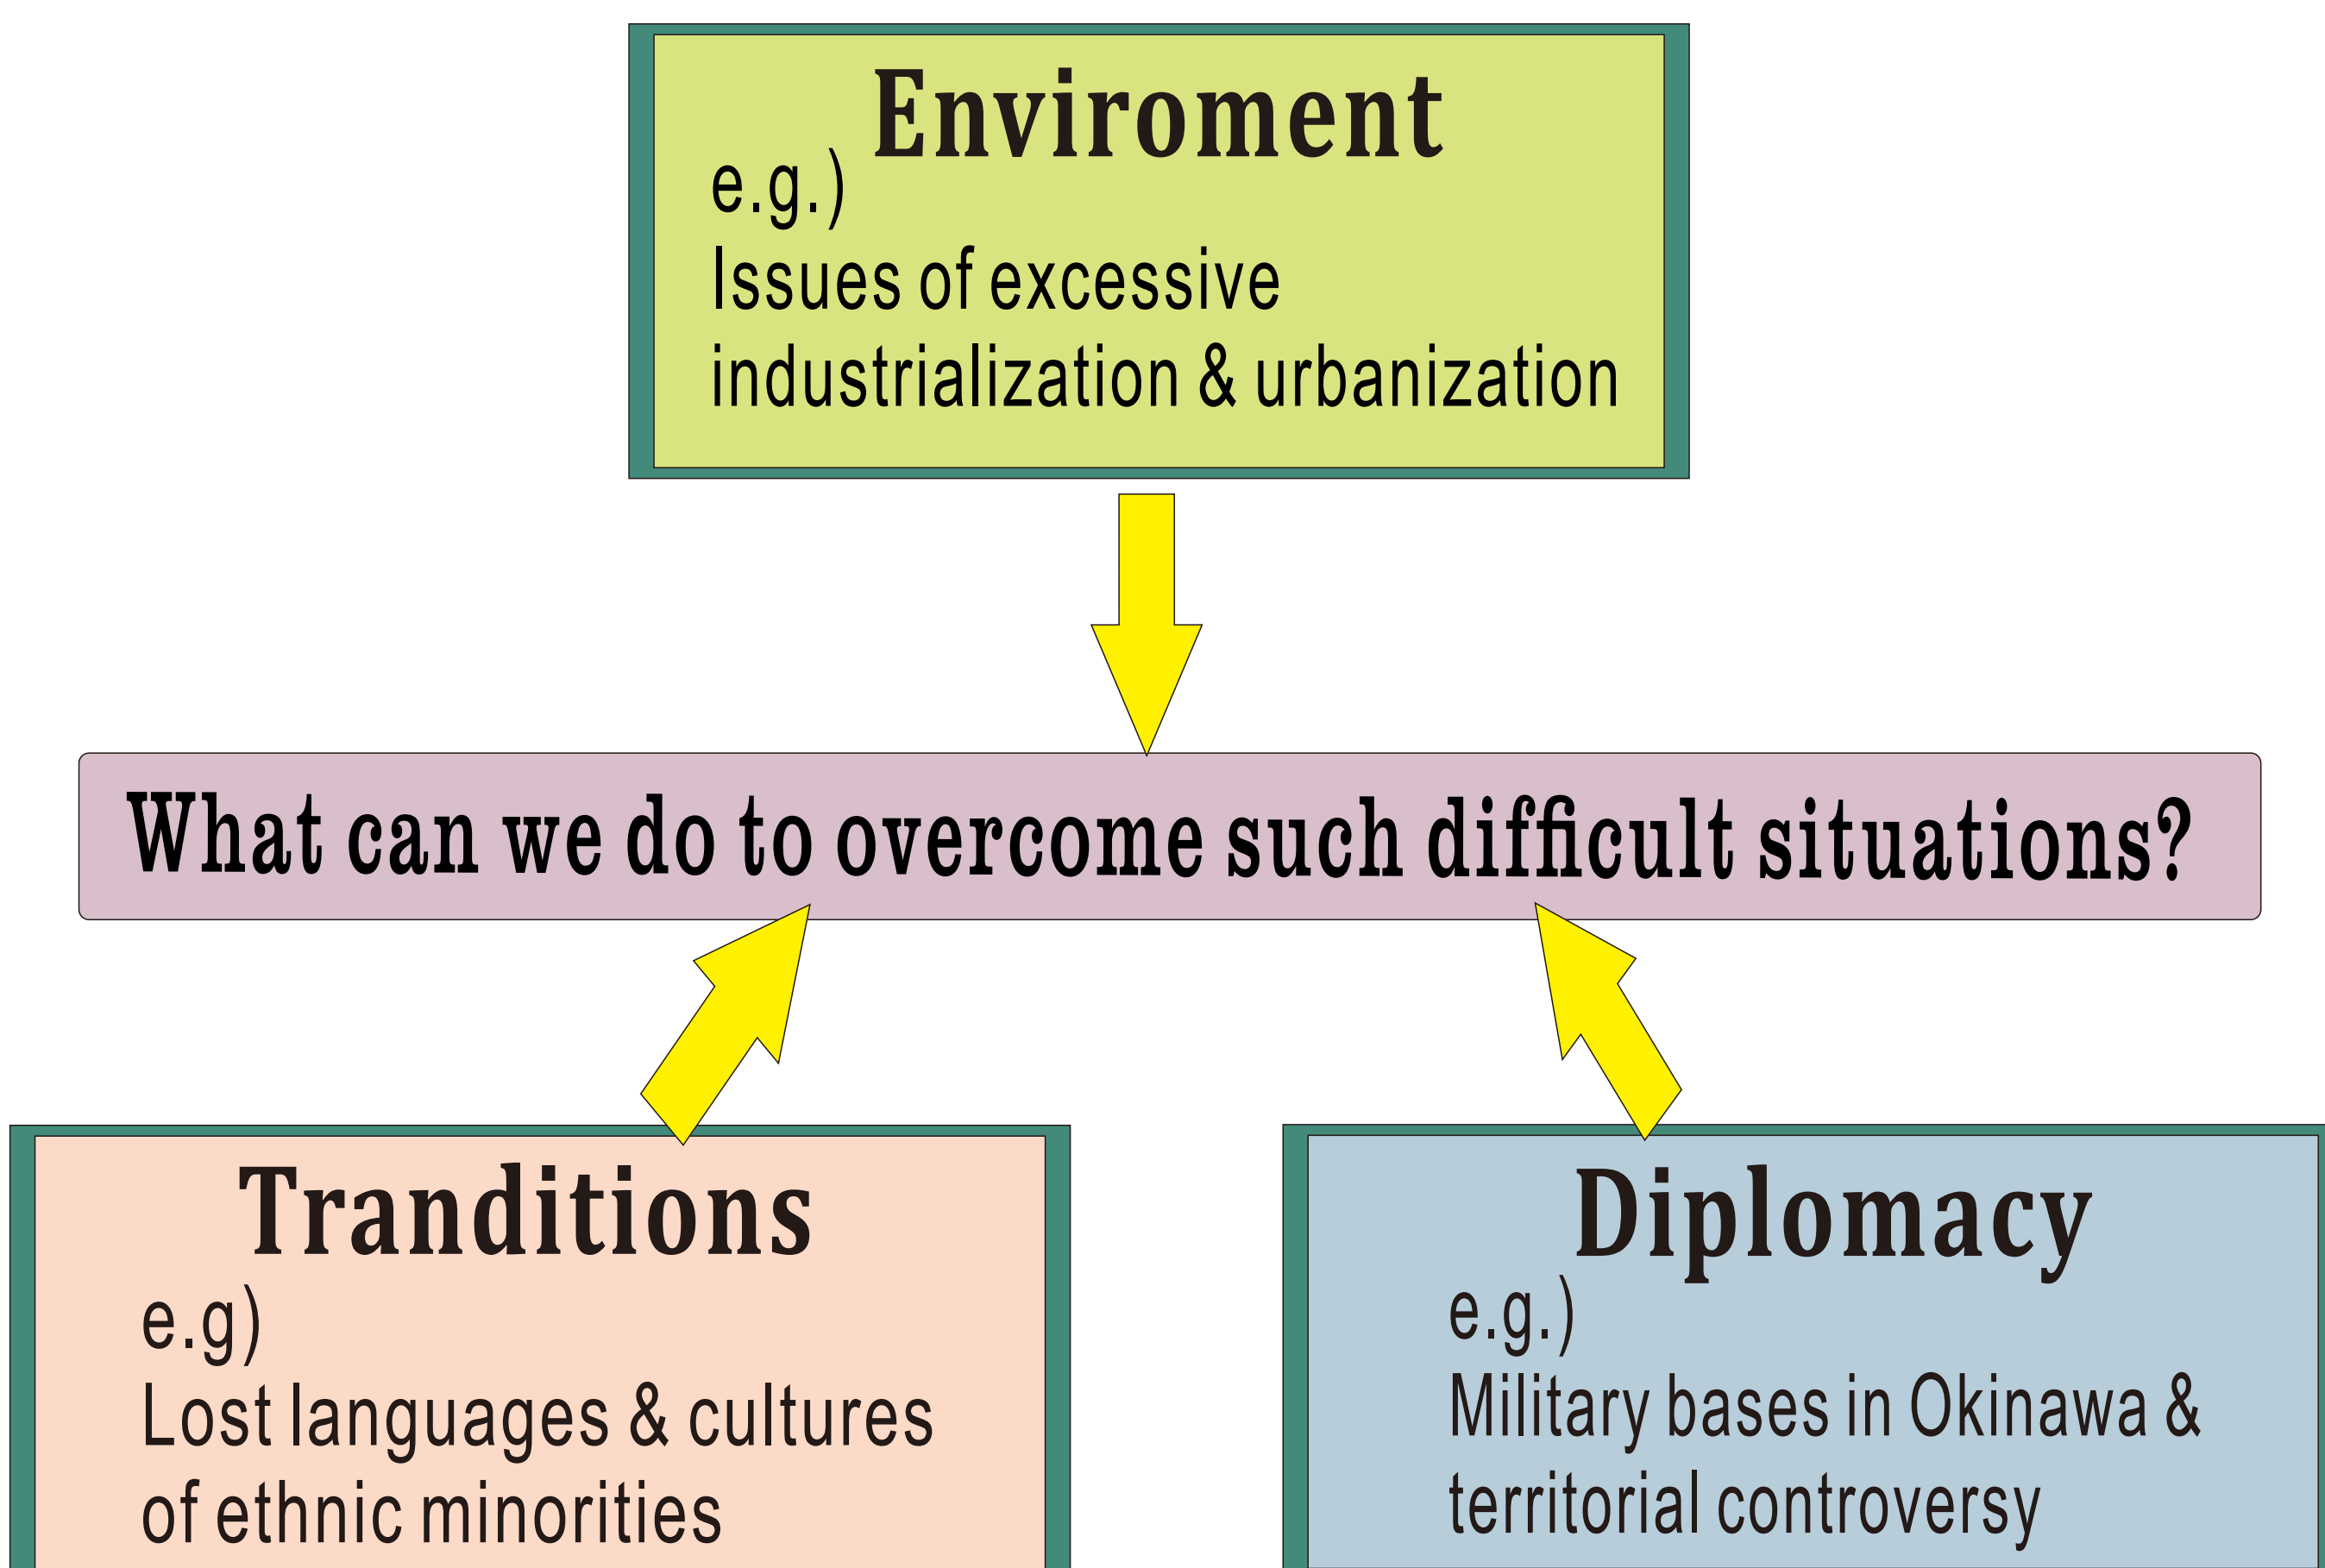 Enviroment
e.g.)
Issues of excessive
industrialization & urbanization
What can we do to owercome such difficult situations?
Tranditions
e.g)
Lost languages & cultures
of ethnic minorities
Diplomacy
e.g.)
Military bases in Okinawa &
territorial controversy